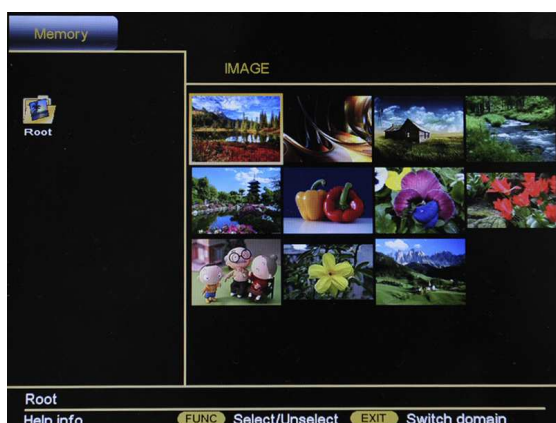 Memory
IMAGE
Root
Root
Help info FUNC Select/Unselect EXIT Switch domain